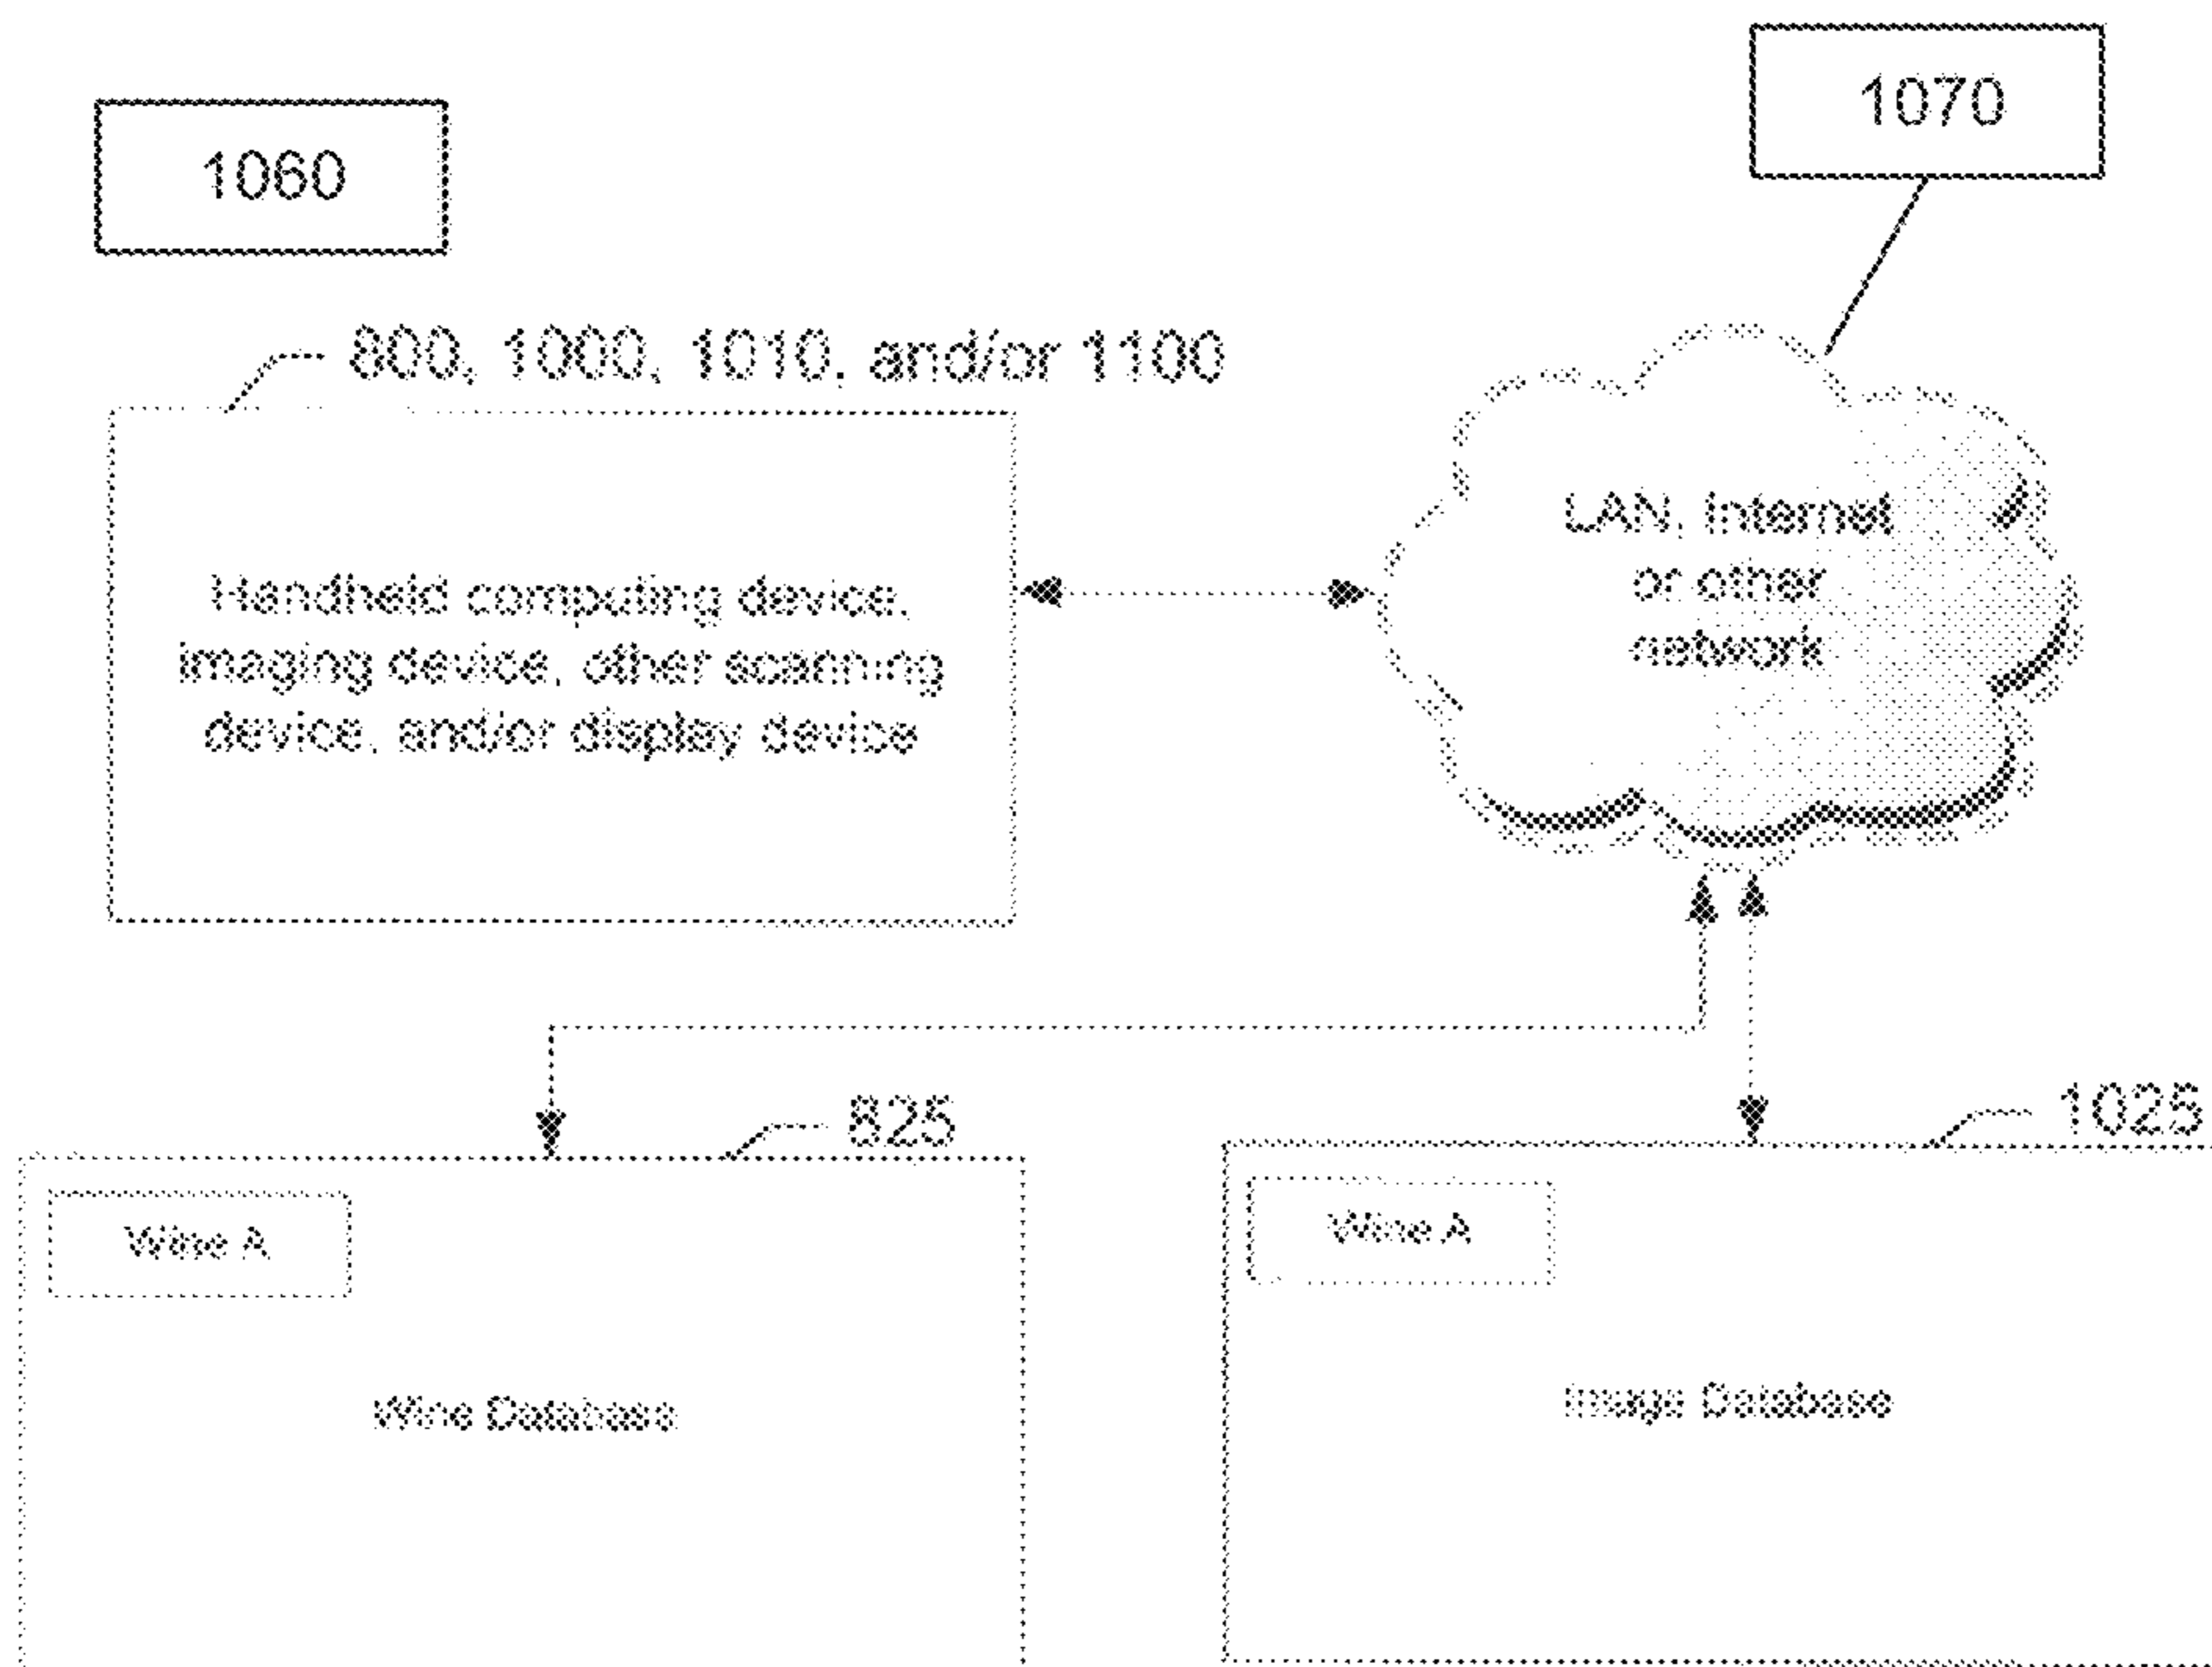 1070
1060
800, 1000, 1010, and/or 1100
LAN, Internet
or other
network
Handheld computing device,
imaging device, other scanning
device, and/or display device
825
1025
Wine A
Wine A
Wine Database
Image Database